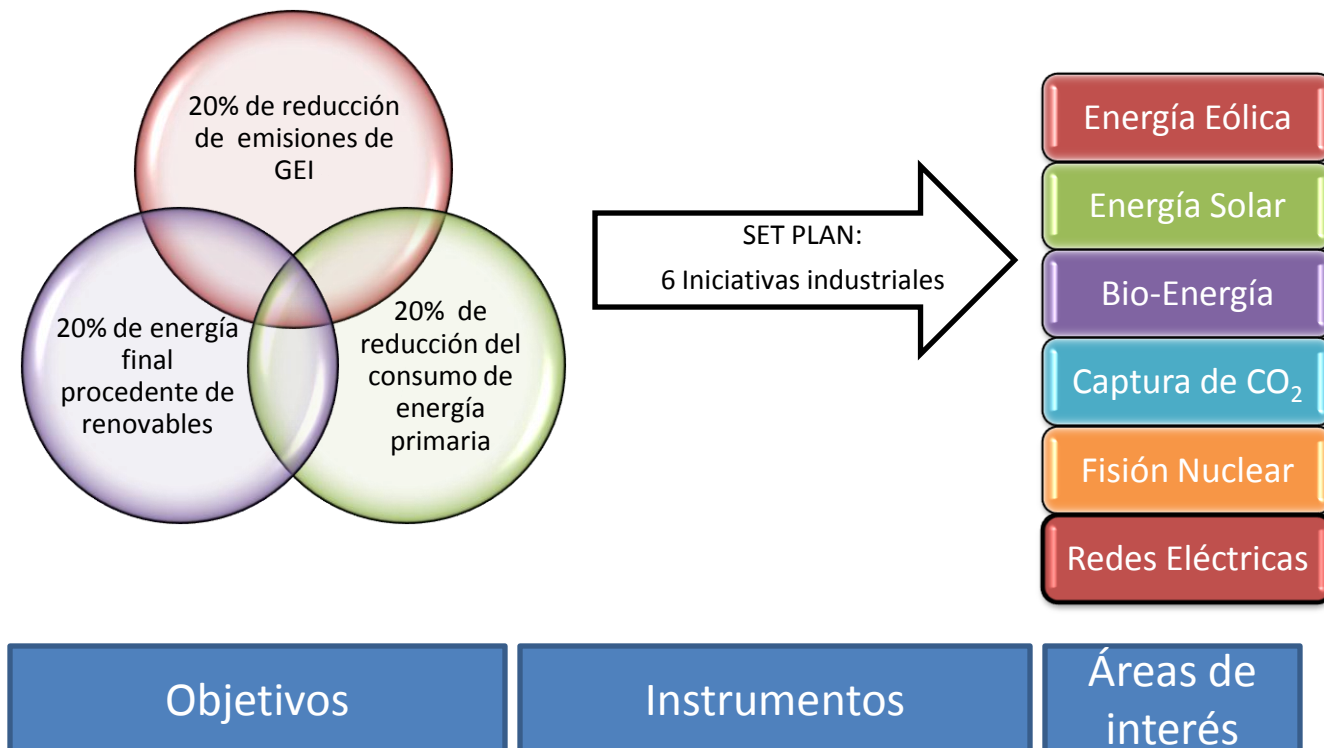 20% de reducción
de emisiones de
GEI
20% de energía
final
procedente de
renovables
20% de
reducción del
consumo de
energía
primaria
SET PLAN:
6 Iniciativas industriales
Energía Eólica
Energía Solar
Bio-Energía
Captura de CO₂
Fisión Nuclear
Redes Eléctricas
Objetivos
Instrumentos
Áreas de
interés